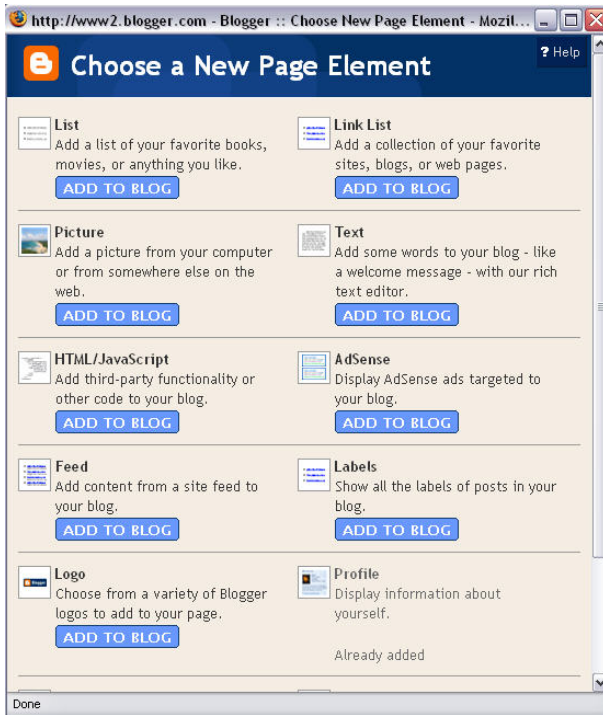 http://www2.blogger.com - Blogger :: Choose New Page Element - Mozil...
Choose a New Page Element
? Help
List
Add a list of your favorite books,
movies, or anything you like.
ADD TO BLOG
Link List
Add a collection of your favorite
sites, blogs, or web pages.
ADD TO BLOG
Picture
Add a picture from your computer
or from somewhere else on the
web.
ADD TO BLOG
Text
Add some words to your blog - like
a welcome message - with our rich
text editor.
ADD TO BLOG
HTML/JavaScript
Add third-party functionality or
other code to your blog.
ADD TO BLOG
AdSense
Display AdSense ads targeted to
your blog.
ADD TO BLOG
Feed
Add content from a site feed to
your blog.
ADD TO BLOG
Labels
Show all the labels of posts in your
blog.
ADD TO BLOG
Logo
Choose from a variety of Blogger
logos to add to your page.
ADD TO BLOG
Profile
Display information about
yourself.
Already added
Done